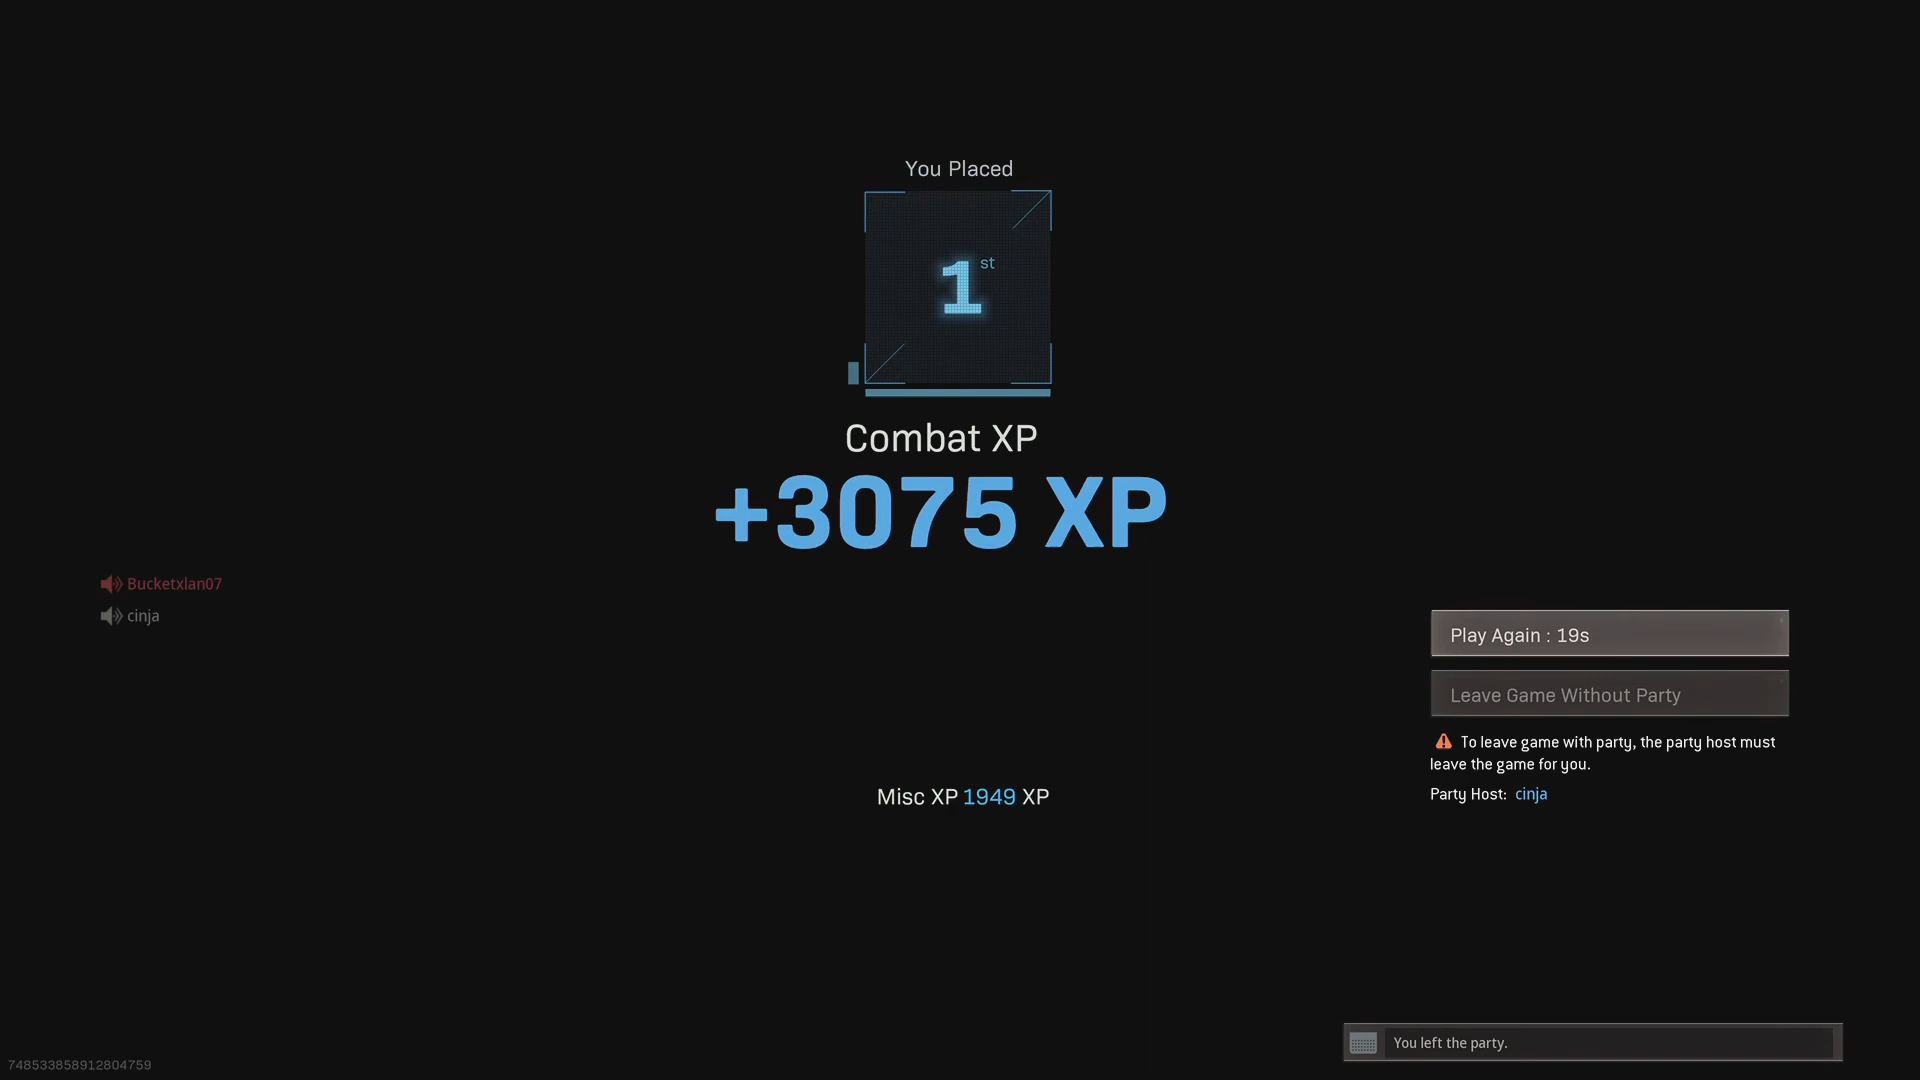 You Placed
1st
Combat XP
+3075 XP
Bucketxlan07
cinja
Play Again : 19s
Leave Game Without Party
To leave game with party, the party host must
leave the game for you.
Party Host: cinja
Misc XP 1949 XP
You left the party.
748533858912804759